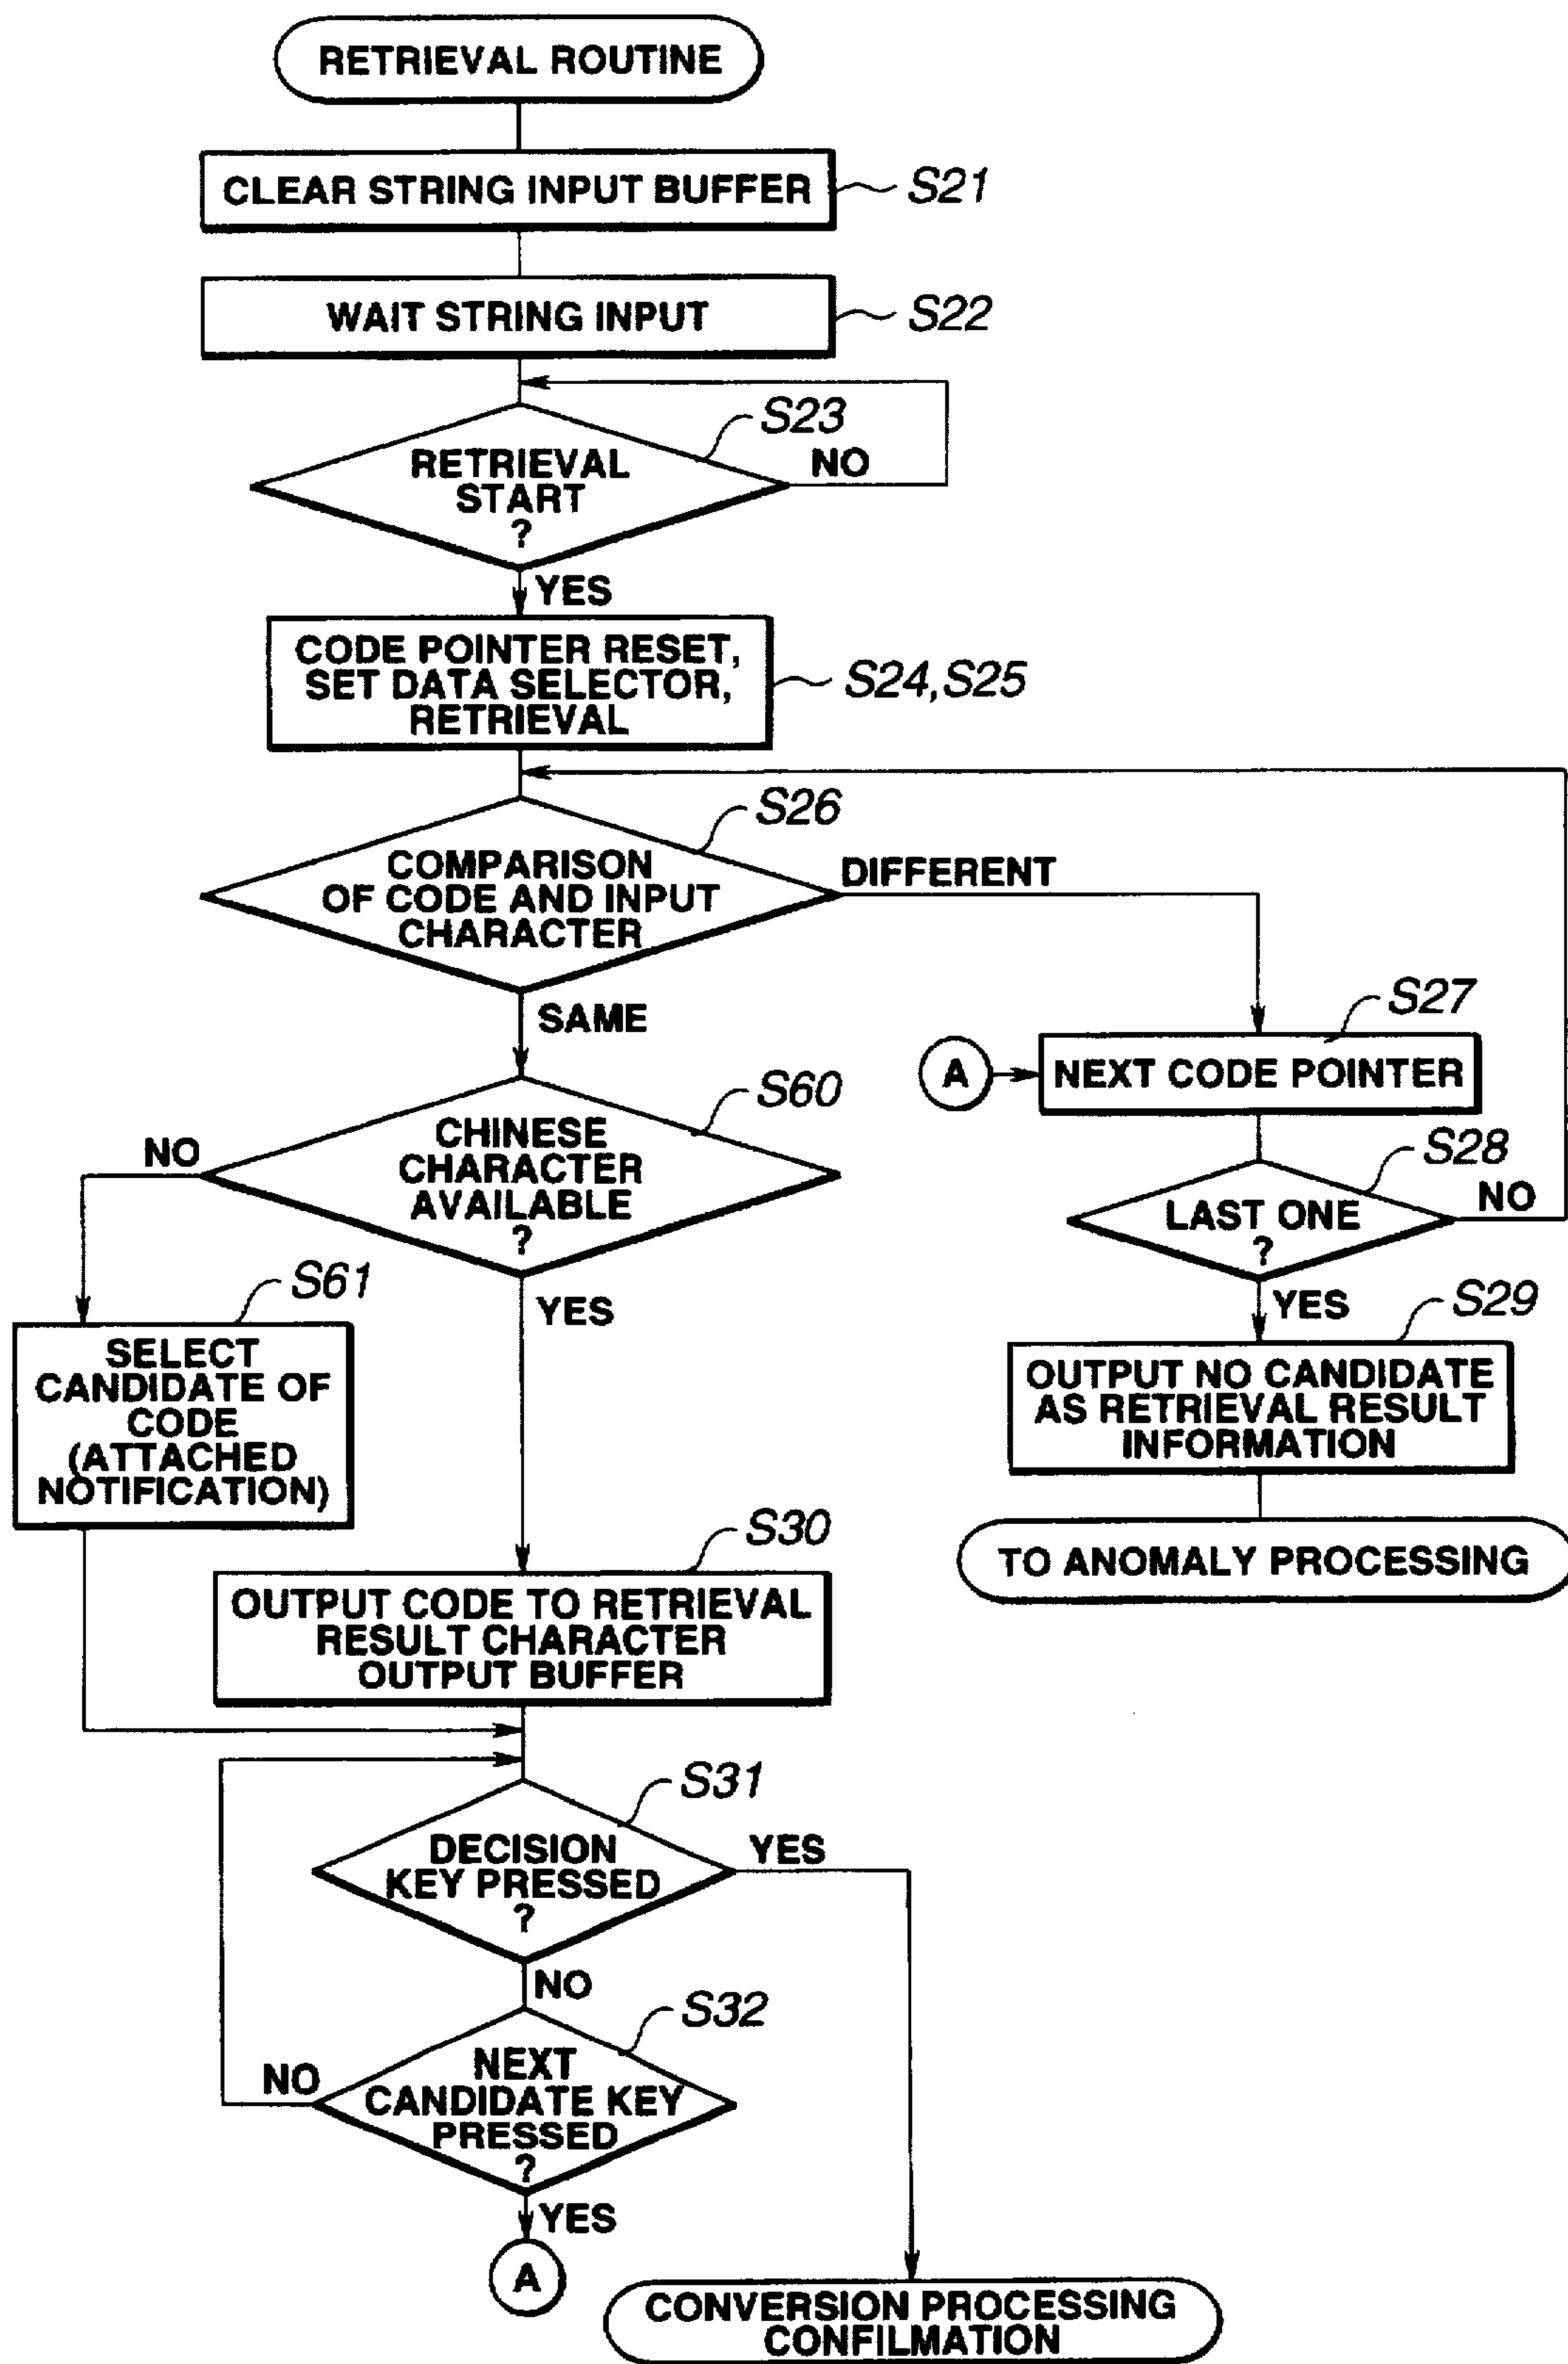 RETRIEVAL ROUTINE
CLEAR STRING INPUT BUFFER
S21
WAIT STRING INPUT
S22
S23
RETRIEVAL
START
?
NO
YES
CODE POINTER RESET,
SET DATA SELECTOR,
RETRIEVAL
S24,S25
S26
COMPARISON
OF CODE AND INPUT
CHARACTER
DIFFERENT
SAME
S27
A
NEXT CODE POINTER
S60
CHINESE
CHARACTER
AVAILABLE
?
NO
YES
S28
LAST ONE
?
NO
YES
S61
SELECT
CANDIDATE OF
CODE
(ATTACHED
NOTIFICATION)
S29
OUTPUT NO CANDIDATE
AS RETRIEVAL RESULT
INFORMATION
TO ANOMALY PROCESSING
S30
OUTPUT CODE TO RETRIEVAL
RESULT CHARACTER
OUTPUT BUFFER
S31
DECISION
KEY PRESSED
?
YES
NO
S32
NEXT
CANDIDATE KEY
PRESSED
?
NO
YES
A
CONVERSION PROCESSING
CONFILMATION